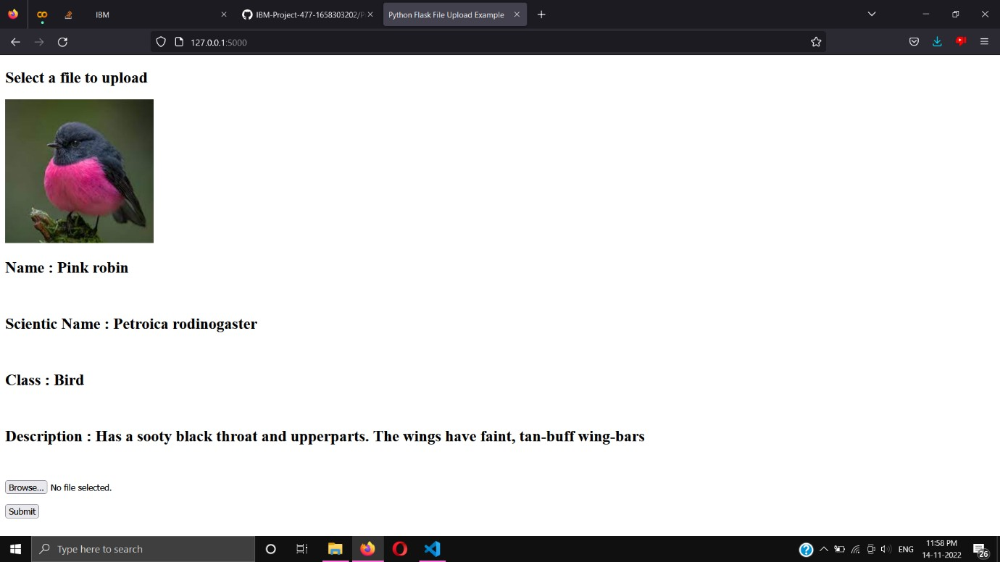 IBM
IBM-Project-477-1658303202/P
Python Flask File Upload Example
127.0.0.1:5000
Select a file to upload
Name : Pink robin
Scientic Name : Petroica rodinogaster
Class : Bird
Description : Has a sooty black throat and upperparts. The wings have faint, tan-buff wing-bars
Browse... No file selected.
Submit
Type here to search
ENG
11:58 PM
14-11-2022
26